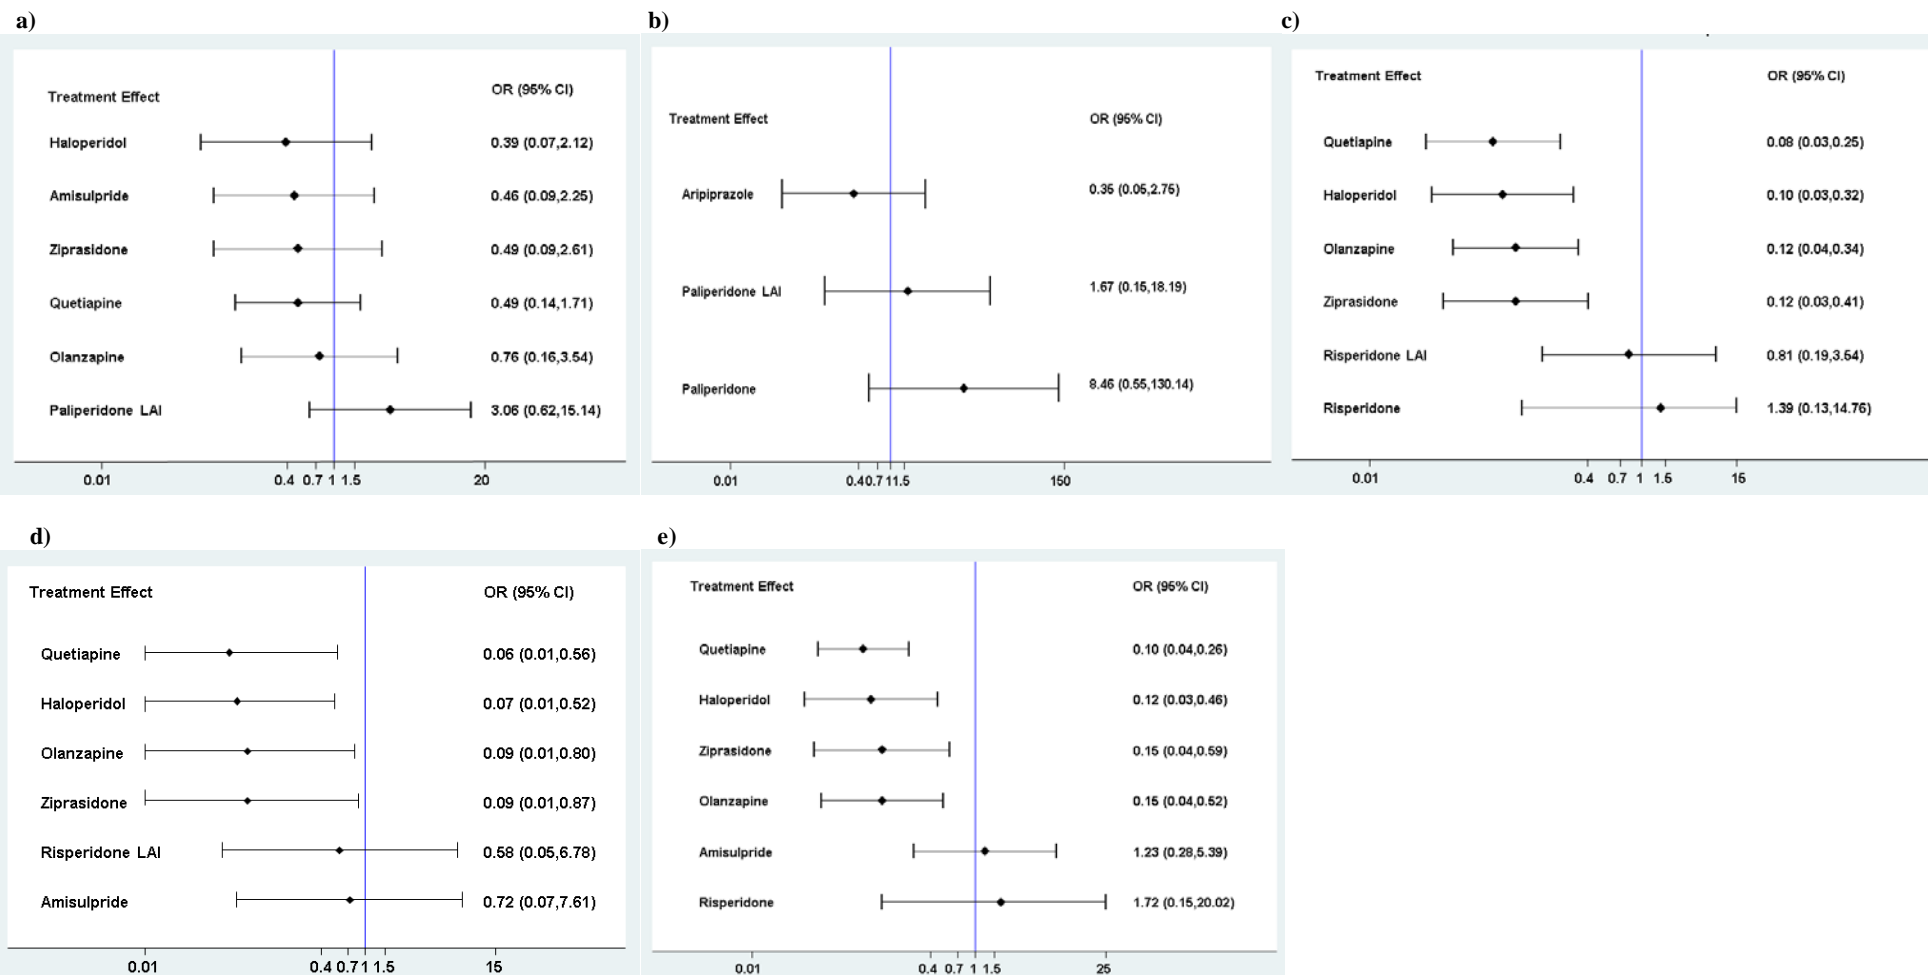 a)
Treatment Effect OR (95% CI)
Haloperidol 0.39 (0.07,2.12)
Amisulpride 0.46 (0.09,2.25)
Ziprasidone 0.49 (0.09,2.61)
Quetiapine 0.49 (0.14,1.71)
Olanzapine 0.76 (0.16,3.54)
Paliperidone LAI 3.06 (0.62,15.14)
0.01 0.4 0.7 1 1.5 20
b)
Treatment Effect OR (95% CI)
Aripiprazole 0.35 (0.05,2.75)
Paliperidone LAI 1.67 (0.15,18.19)
Paliperidone 8.46 (0.55,130.14)
0.01 0.4 0.7 1 1.5 150
c)
Treatment Effect OR (95% CI)
Quetiapine 0.08 (0.03,0.25)
Haloperidol 0.10 (0.03,0.32)
Olanzapine 0.12 (0.04,0.34)
Ziprasidone 0.12 (0.03,0.41)
Risperidone LAI 0.81 (0.19,3.54)
Risperidone 1.39 (0.13,14.76)
0.01 0.4 0.7 1 1.5 15
d)
Treatment Effect OR (95% CI)
Quetiapine 0.06 (0.01,0.56)
Haloperidol 0.07 (0.01,0.52)
Olanzapine 0.09 (0.01,0.80)
Ziprasidone 0.09 (0.01,0.87)
Risperidone LAI 0.58 (0.05,6.78)
Amisulpride 0.72 (0.07,7.61)
0.01 0.4 0.7 1 1.5 15
e)
Treatment Effect OR (95% CI)
Quetiapine 0.10 (0.04,0.26)
Haloperidol 0.12 (0.03,0.46)
Ziprasidone 0.15 (0.04,0.59)
Olanzapine 0.15 (0.04,0.52)
Amisulpride 1.23 (0.28,5.39)
Risperidone 1.72 (0.15,20.02)
0.01 0.4 0.7 1 1.5 25